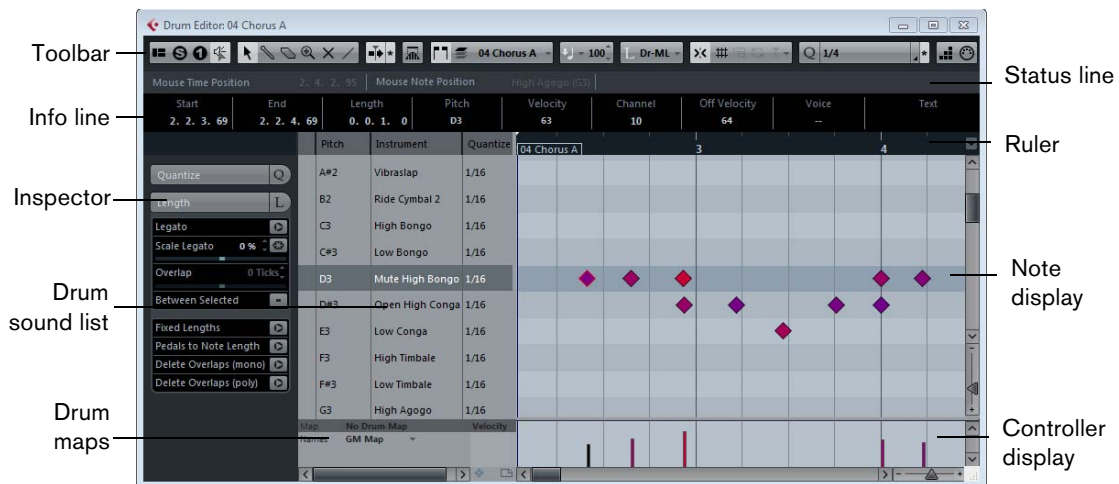 Drum Editor: 04 Chorus A
Toolbar
04 Chorus A
100
Dr-ML
Q 1/4
Mouse Time Position 2. 4. 2. 95 Mouse Note Position High Agogo (G3)
Status line
Info line
Start End Length Pitch Velocity Channel Off Velocity Voice Text
2. 2. 3. 69 2. 2. 4. 69 0. 0. 1. 0 D3 63 10 64 --
Pitch Instrument Quantize
04 Chorus A 3 4
Ruler
Inspector
Quantize Q
Length L
Legato
Scale Legato 0 %
Overlap 0 Ticks
Between Selected
Fixed Lengths
Pedals to Note Length
Delete Overlaps (mono)
Delete Overlaps (poly)
A#2 Vibraslap 1/16
B2 Ride Cymbal 2 1/16
C3 High Bongo 1/16
C#3 Low Bongo 1/16
D3 Mute High Bongo 1/16
D#3 Open High Conga 1/16
E3 Low Conga 1/16
F3 High Timbale 1/16
F#3 Low Timbale 1/16
G3 High Agogo 1/16
Note
display
Drum
sound list
Drum
maps
Map No Drum Map Velocity
Names GM Map
Controller
display